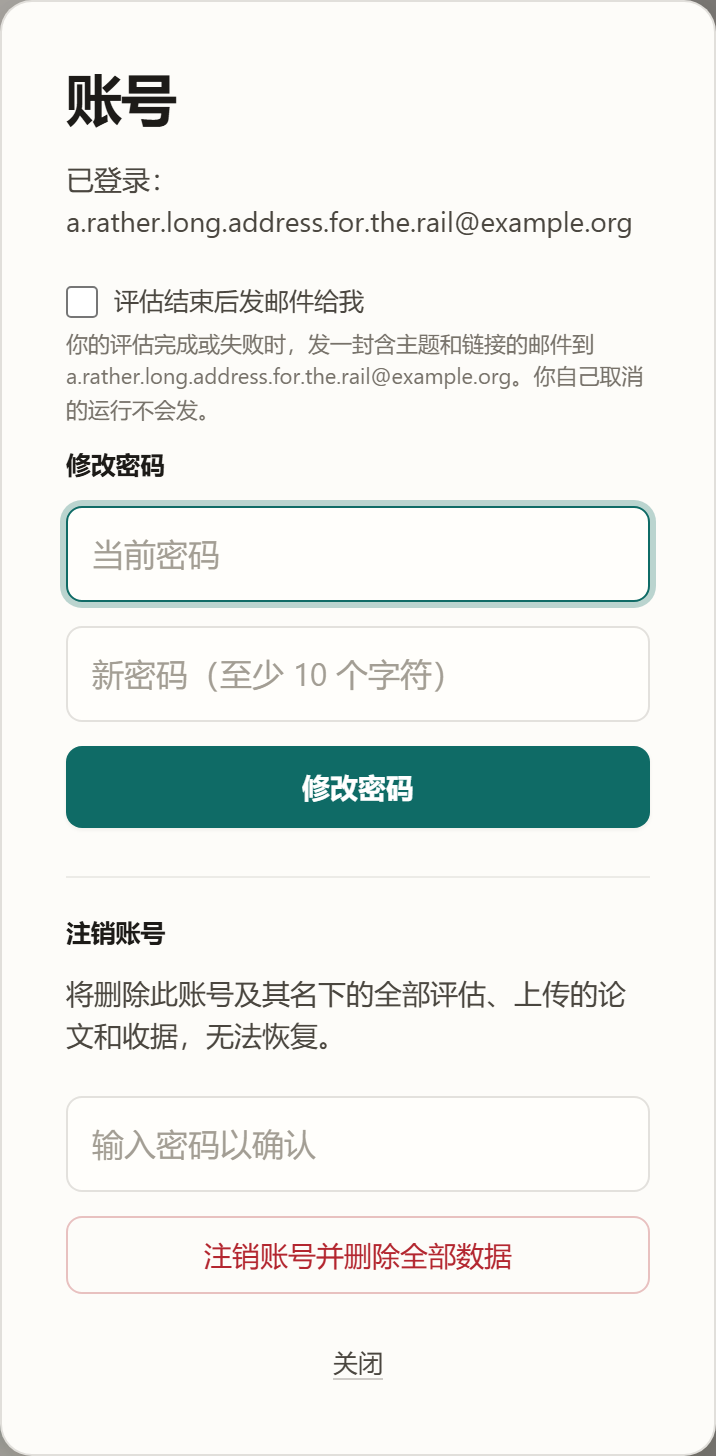 账号
已登录：
a.rather.long.address.for.the.rail@example.org
评估结束后发邮件给我
你的评估完成或失败时，发一封含主题和链接的邮件到
a.rather.long.address.for.the.rail@example.org。你自己取消
的运行不会发。
修改密码
当前密码
新密码（至少 10 个字符）
修改密码
注销账号
将删除此账号及其名下的全部评估、上传的论
文和收据，无法恢复。
输入密码以确认
注销账号并删除全部数据
关闭